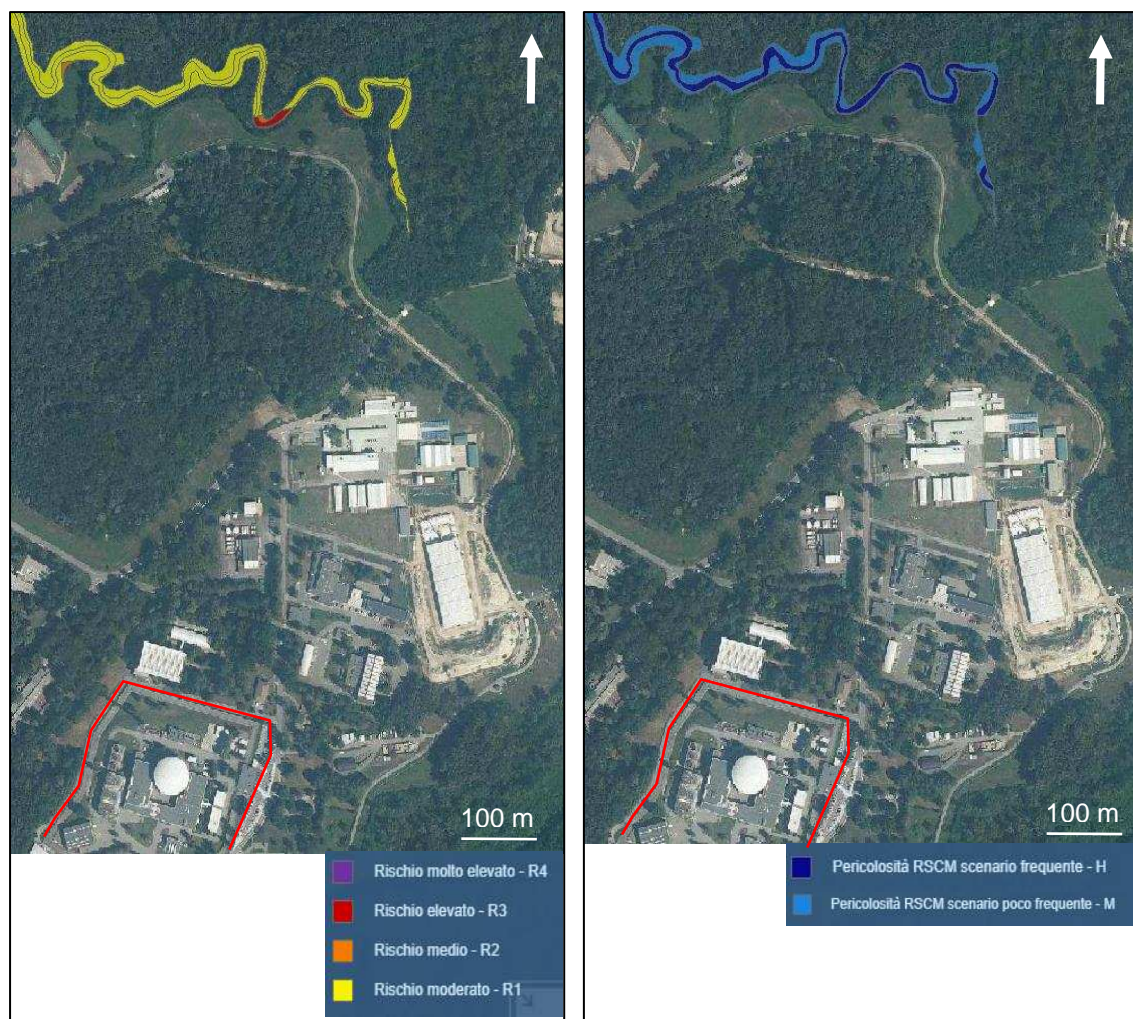 100 m
Rischio molto elevato - R4
Rischio elevato - R3
Rischio medio - R2
Rischio moderato - R1
100 m
Pericolosità RSCM scenario frequente - H
Pericolosità RSCM scenario poco frequente - M